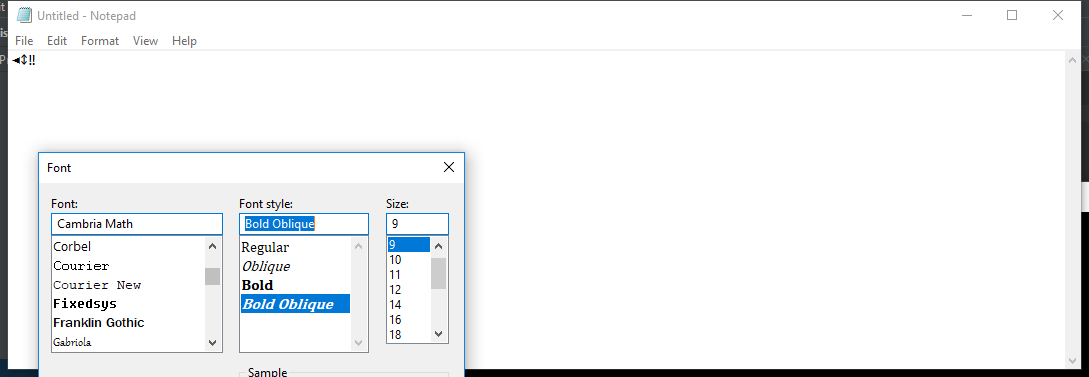 Untitled - Notepad
File Edit Format View Help
◄↕‼
Font
Font: Font style: Size:
Cambria Math Bold Oblique 9
Corbel Regular 9
Courier Oblique 10
Courier New Bold 11
Fixedsys Bold Oblique 12
Franklin Gothic 14
Gabriola 16
18
Sample